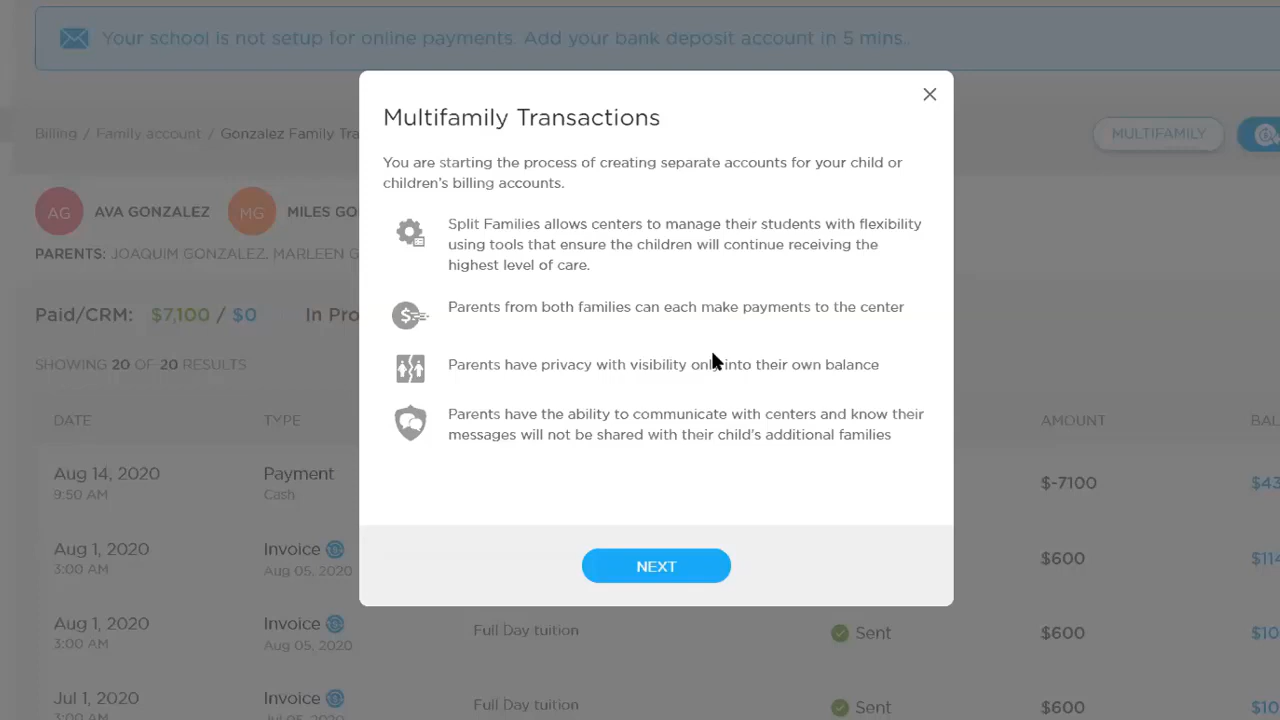 Your school is not setup for online payments. Add your bank deposit account in 5 mins..
Multifamily Transactions
Billing / Family account / Gonzalez Family
MULTIFAMILY
You are starting the process of creating separate accounts for your child or
children's billing accounts.
AG AVA GONZALEZ MG MILES
PARENTS: JOAQUIM GONZALEZ, MARLEEN
Split Families allows centers to manage their students with flexibility
using tools that ensure the children will continue receiving the
highest level of care.
Paid/CRM: $7,100 / $0 In
Parents from both families can each make payments to the center
SHOWING 20 OF 20 RESULTS
Parents have privacy with visibility only into their own balance
DATE TYPE AMOUNT
Parents have the ability to communicate with centers and know their
messages will not be shared with their child's additional families
Aug 14, 2020 Payment $-7100
9:50 AM Cash
Aug 1, 2020 Invoice $600
3:00 AM Aug 05, 2020
NEXT
Aug 1, 2020 Invoice Full Day tuition Sent $600
3:00 AM Aug 05, 2020
Jul 1, 2020 Invoice Full Day tuition Sent $600